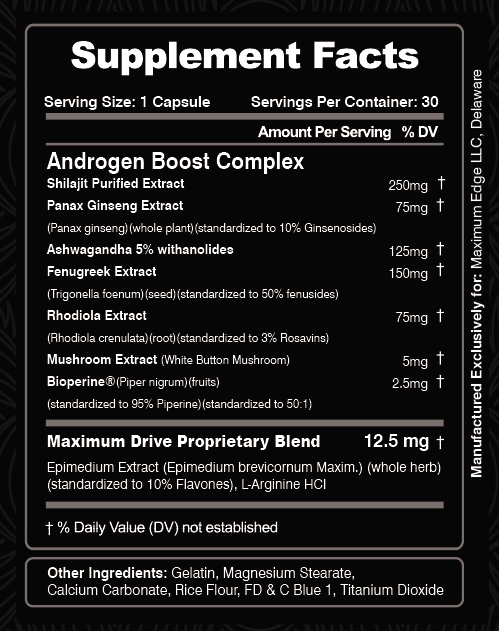 Supplement Facts
Serving Size: 1 Capsule Servings Per Container: 30
Amount Per Serving % DV
Androgen Boost Complex
Shilajit Purified Extract 250mg †
Panax Ginseng Extract 75mg †
(Panax ginseng)(whole plant)(standardized to 10% Ginsenosides)
Ashwagandha 5% withanolides 125mg †
Fenugreek Extract 150mg †
(Trigonella foenum)(seed)(standardized to 50% fenusides)
Rhodiola Extract 75mg †
(Rhodiola crenulata)(root)(standardized to 3% Rosavins)
Mushroom Extract (White Button Mushroom) 5mg †
Bioperine®(Piper nigrum)(fruits) 2.5mg †
(standardized to 95% Piperine)(standardized to 50:1)
Maximum Drive Proprietary Blend 12.5 mg †
Epimedium Extract (Epimedium brevicornum Maxim.) (whole herb)
(standardized to 10% Flavones), L-Arginine HCI
† % Daily Value (DV) not established
Other Ingredients: Gelatin, Magnesium Stearate,
Calcium Carbonate, Rice Flour, FD & C Blue 1, Titanium Dioxide
Manufactured Exclusively for: Maximum Edge LLC, Delaware